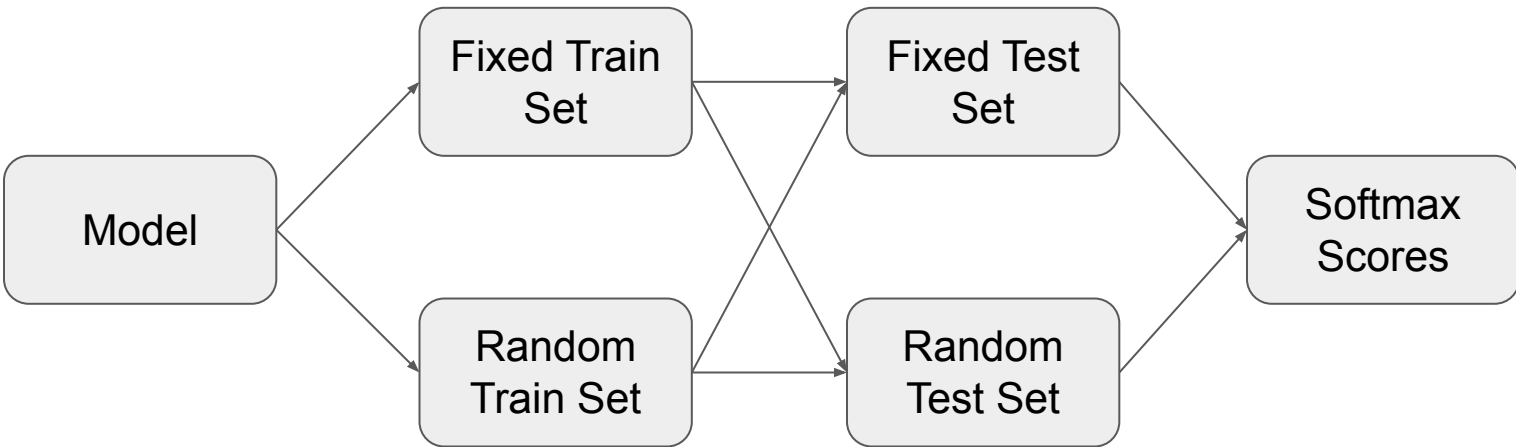 Fixed Train
Set
Fixed Test
Set
Model
Softmax
Scores
Random
Train Set
Random
Test Set